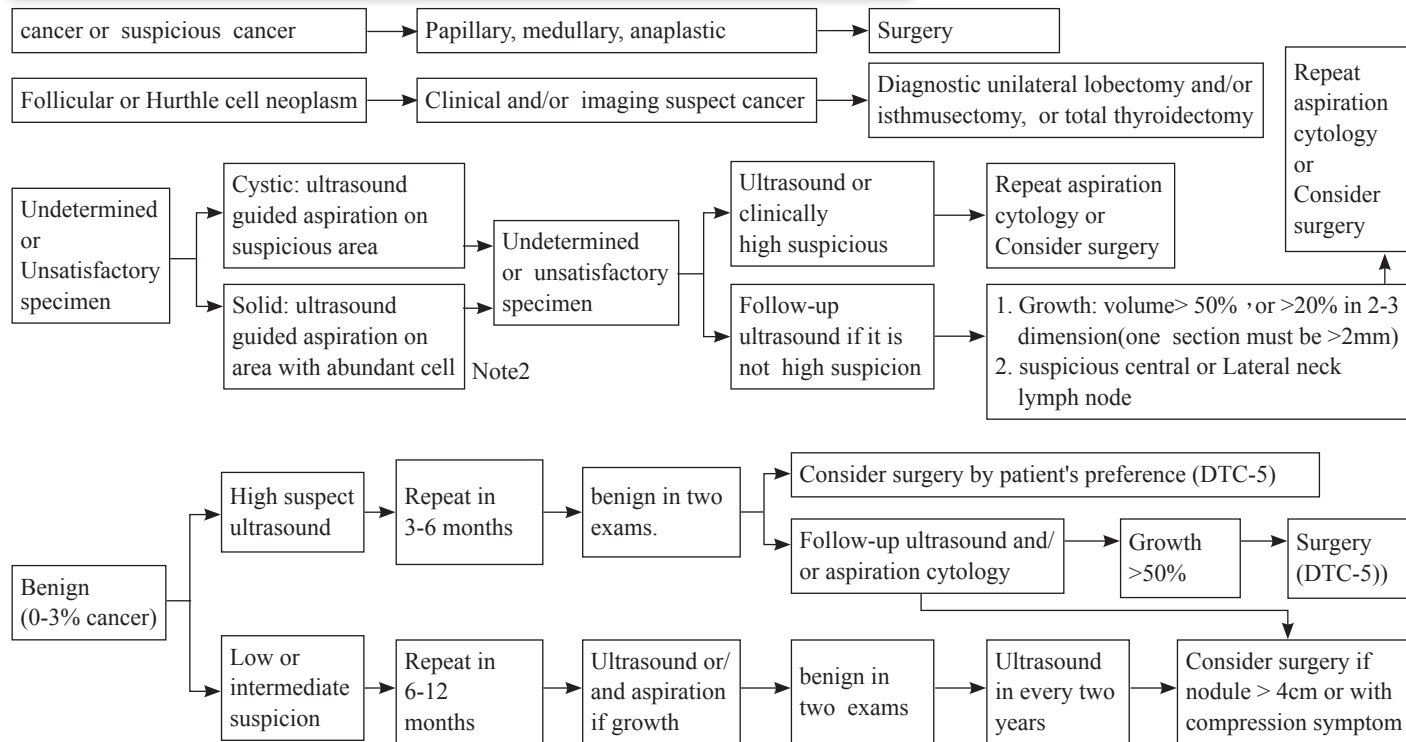 cancer or suspicious cancer
Papillary, medullary, anaplastic
Surgery
Follicular or Hurthle cell neoplasm
Clinical and/or imaging suspect cancer
Diagnostic unilateral lobectomy and/or
isthmusectomy, or total thyroidectomy
Repeat
aspiration
cytology
or
Consider
surgery
Undetermined
or
Unsatisfactory
specimen
Cystic: ultrasound
guided aspiration on
suspicious area
Solid: ultrasound
guided aspiration on
area with abundant cell
Note2
Undetermined
or unsatisfactory
specimen
Ultrasound or
clinically
high suspicious
Repeat aspiration
cytology or
Consider surgery
Follow-up
ultrasound if it is
not high suspicion
1. Growth: volume> 50%，or >20% in 2-3
dimension(one section must be >2mm)
2. suspicious central or Lateral neck
lymph node
Benign
(0-3% cancer)
High suspect
ultrasound
Repeat in
3-6 months
benign in two
exams.
Consider surgery by patient's preference (DTC-5)
Follow-up ultrasound and/
or aspiration cytology
Growth
>50%
Surgery
(DTC-5))
Low or
intermediate
suspicion
Repeat in
6-12
months
Ultrasound or/
and aspiration
if growth
benign in
two exams
Ultrasound
in every two
years
Consider surgery if
nodule > 4cm or with
compression symptom